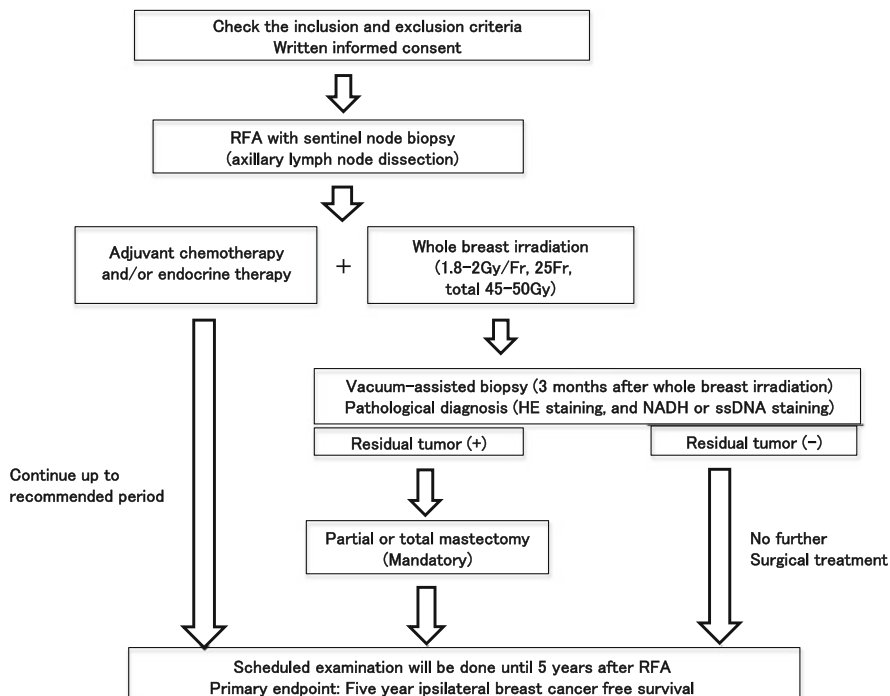 Check the inclusion and exclusion criteria
Written informed consent
RFA with sentinel node biopsy
(axillary lymph node dissection)
Adjuvant chemotherapy
and/or endocrine therapy
+
Whole breast irradiation
(1.8-2Gy/Fr, 25Fr,
total 45-50Gy)
Vacuum-assisted biopsy (3 months after whole breast irradiation)
Pathological diagnosis (HE staining, and NADH or ssDNA staining)
Residual tumor (+)
Residual tumor (-)
Continue up to
recommended period
Partial or total mastectomy
(Mandatory)
No further
Surgical treatment
Scheduled examination will be done until 5 years after RFA
Primary endpoint: Five year ipsilateral breast cancer free survival